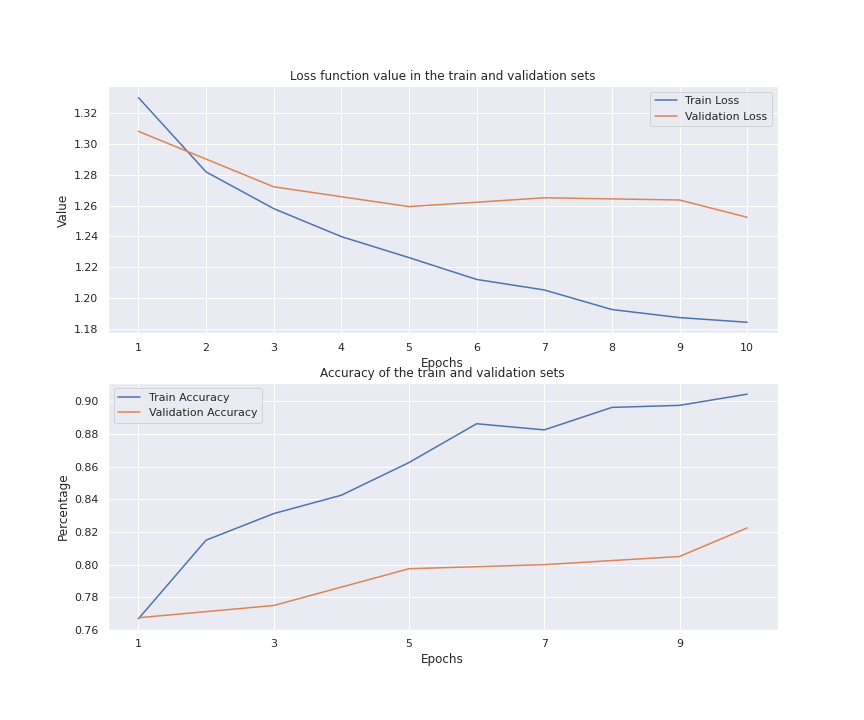 Loss function value in the train and validation sets
Train Loss
Validation Loss
1.32
1.30
1.28
1.26
1.24
1.22
1.20
1.18
Value
1 2 3 4 5 6 7 8 9 10
Epochs
Accuracy of the train and validation sets
Train Accuracy
Validation Accuracy
0.90
0.88
0.86
0.84
0.82
0.80
0.78
0.76
Percentage
1 3 5 7 9
Epochs